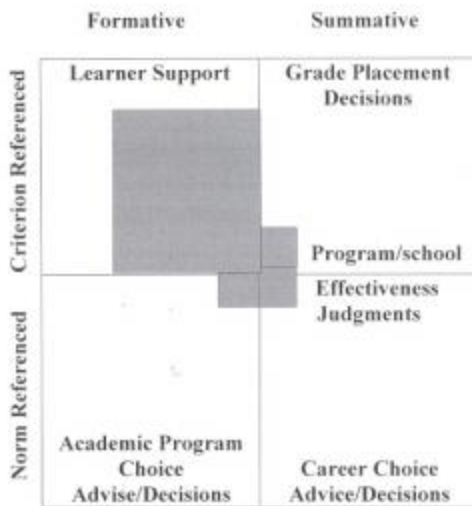 Formative
Summative
Criterion Referenced
Learner Support
Grade Placement
Decisions
Program/school
Effectiveness
Judgments
Norm Referenced
Academic Program
Choice
Advise/Decisions
Career Choice
Advice/Decisions